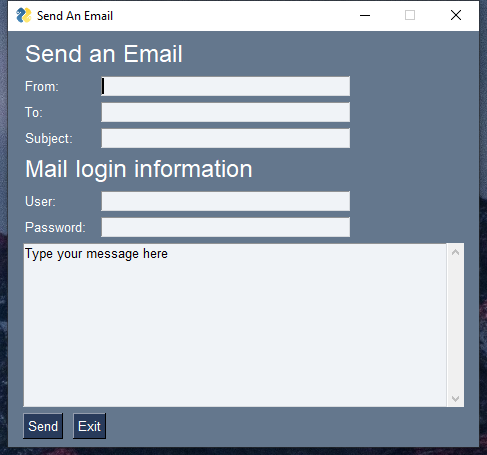 Send An Email
Send an Email
From:
To:
Subject:
Mail login information
User:
Password:
Type your message here
Send Exit